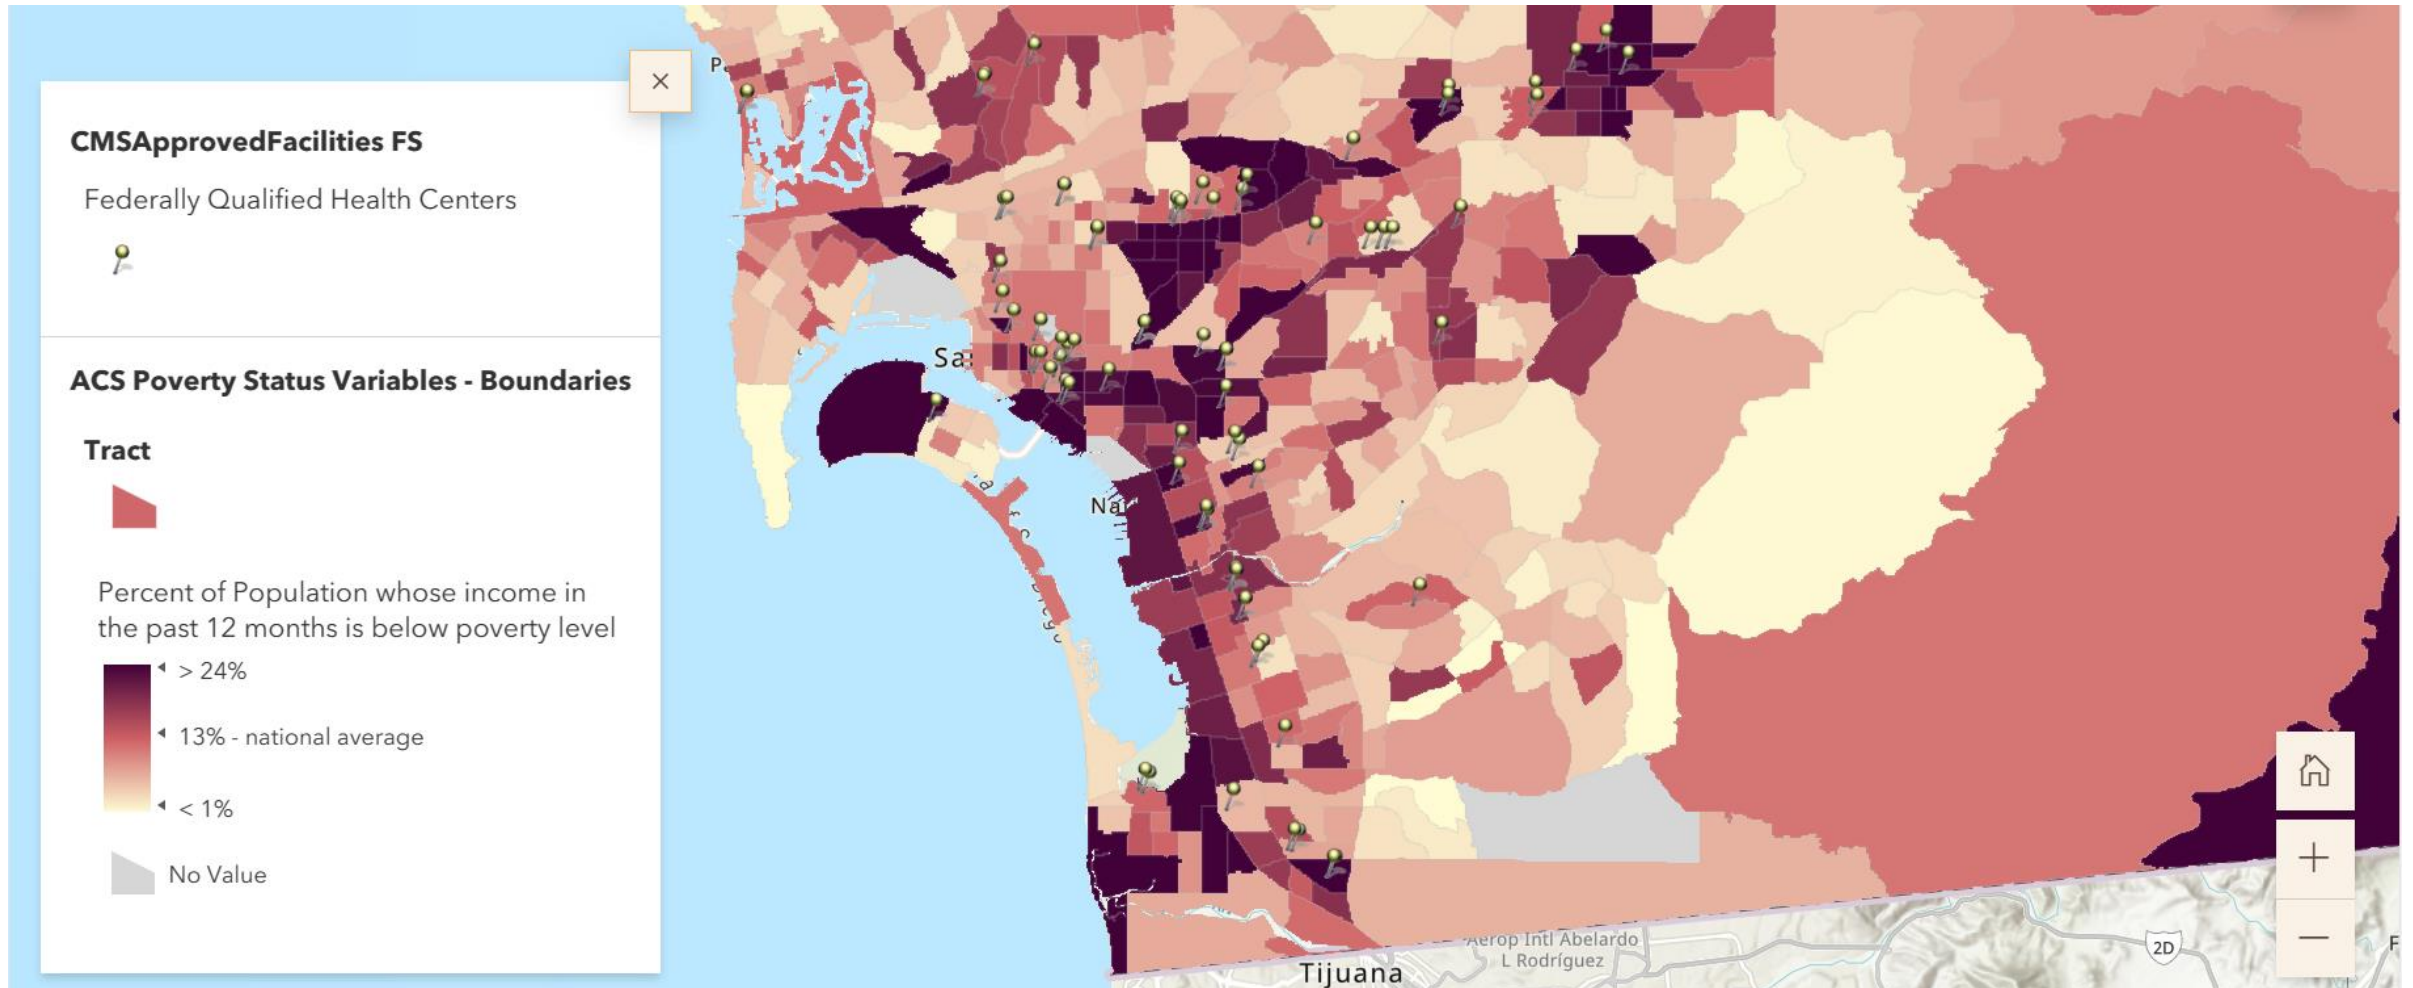 CMSApprovedFacilities FS
Federally Qualified Health Centers
ACS Poverty Status Variables - Boundaries
Tract
Percent of Population whose income in
the past 12 months is below poverty level
> 24%
13% - national average
< 1%
No Value
Sa
Na
Aerop Intl Abelardo
L Rodríguez
Tijuana
2D
F